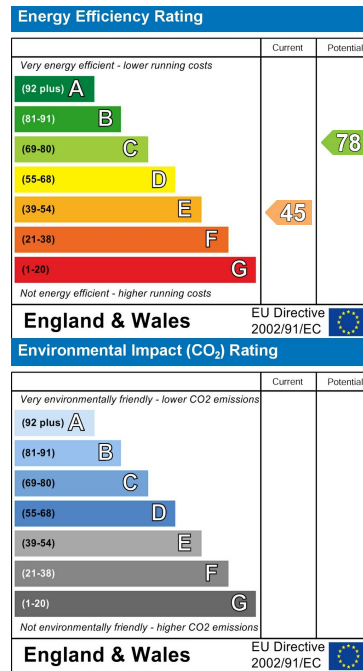 Energy Efficiency Rating
Current Potential
Very energy efficient - lower running costs
(92 plus) A
(81-91) B
(69-80) C 78
(55-68) D
(39-54) E 45
(21-38) F
(1-20) G
Not energy efficient - higher running costs
England & Wales EU Directive
2002/91/EC
Environmental Impact (CO₂) Rating
Current Potential
Very environmentally friendly - lower CO2 emissions
(92 plus) A
(81-91) B
(69-80) C
(55-68) D
(39-54) E
(21-38) F
(1-20) G
Not environmentally friendly - higher CO2 emissions
England & Wales EU Directive
2002/91/EC